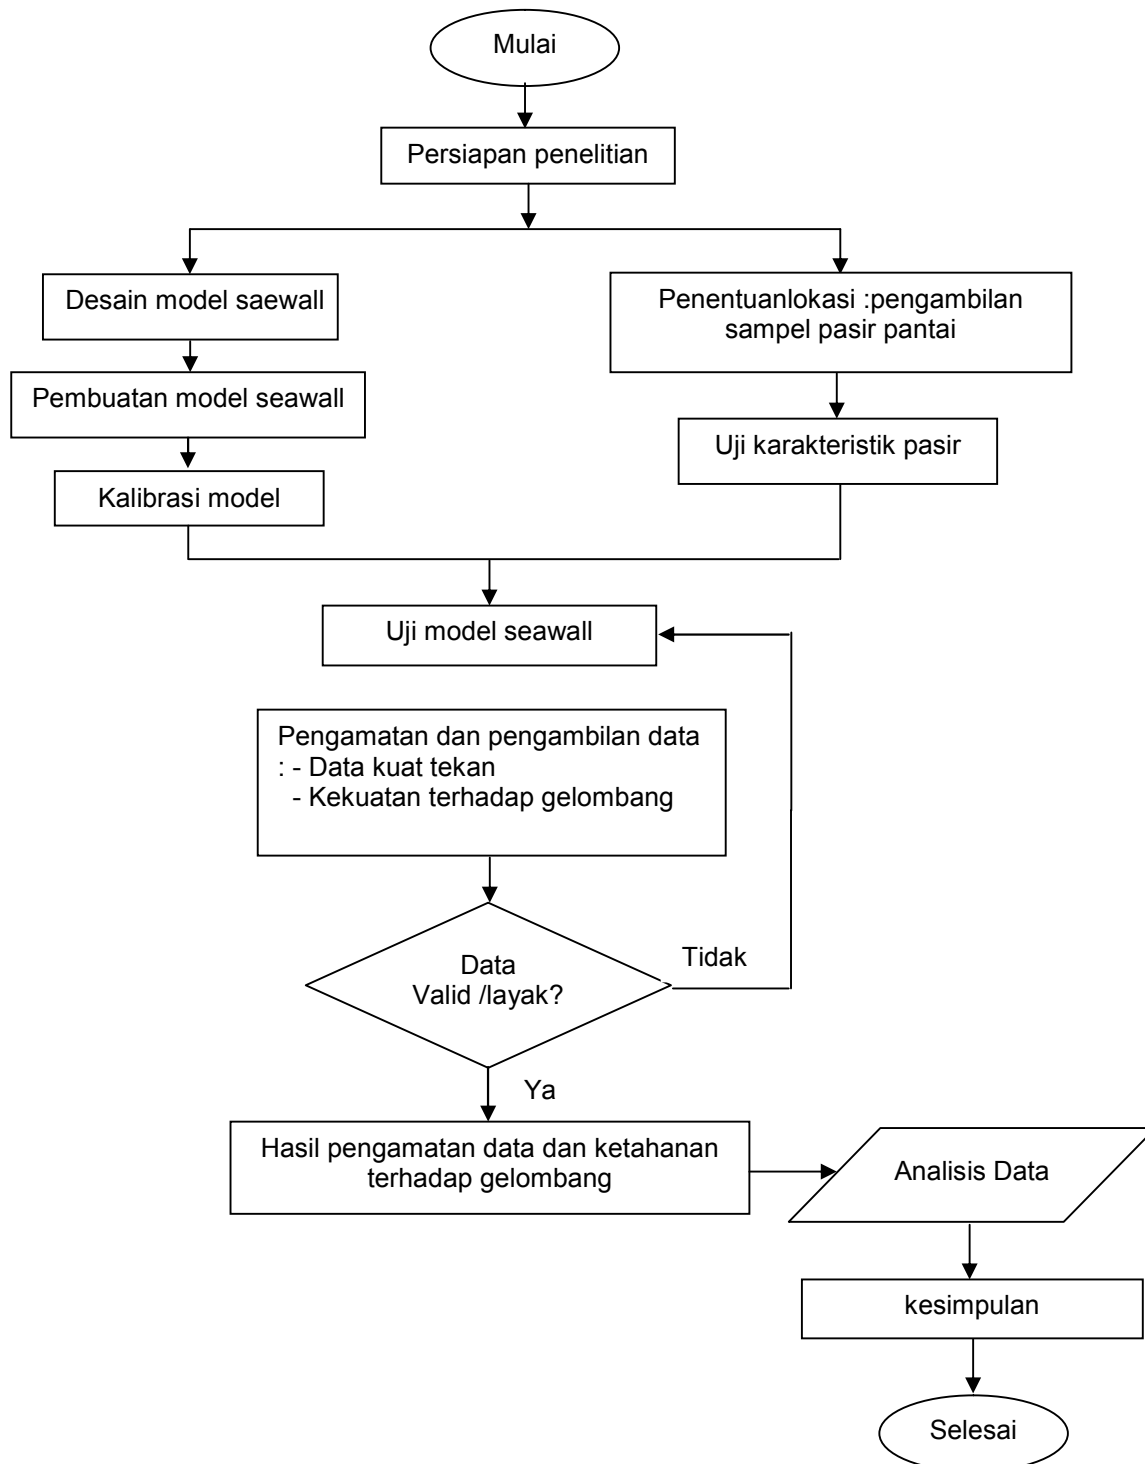 Mulai
Persiapan penelitian
Desain model saewall
Pembuatan model seawall
Kalibrasi model
Penentuanlokasi :pengambilan
sampel pasir pantai
Uji karakteristik pasir
Uji model seawall
Pengamatan dan pengambilan data
: - Data kuat tekan
- Kekuatan terhadap gelombang
Data
Valid /layak?
Tidak
Ya
Hasil pengamatan data dan ketahanan
terhadap gelombang
Analisis Data
kesimpulan
Selesai